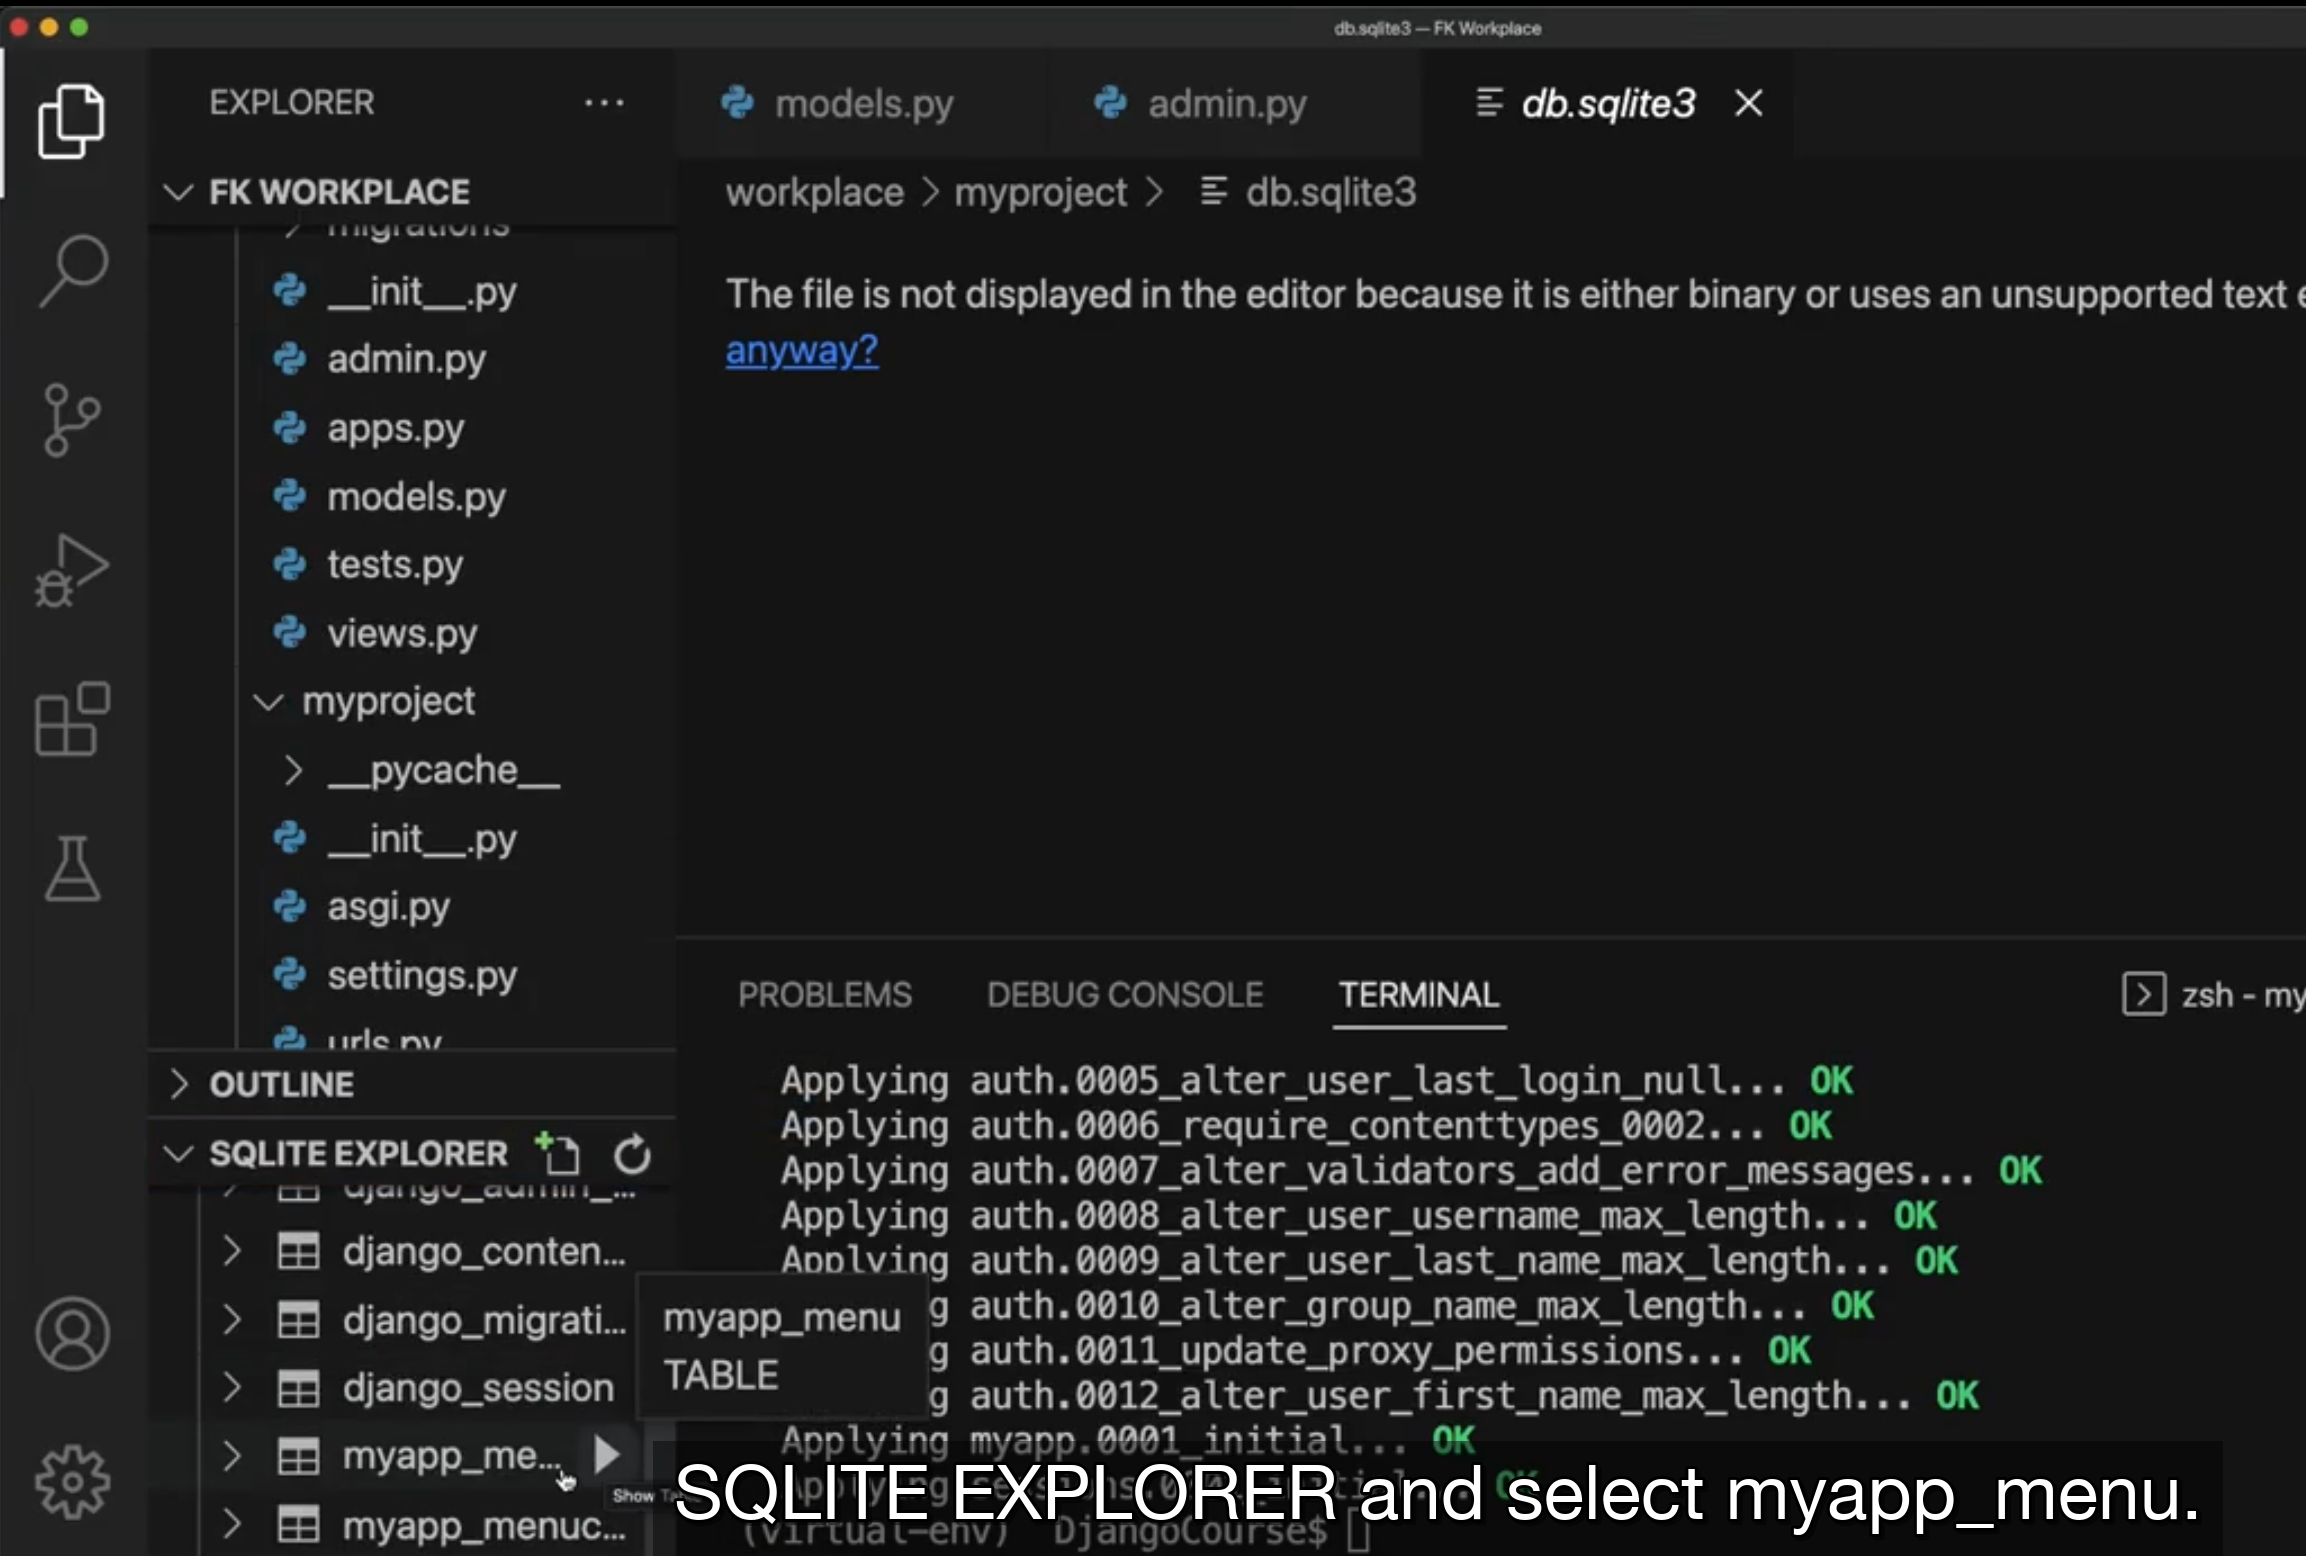 db.sqlite3 — FK Workplace
EXPLORER
models.py
admin.py
db.sqlite3
FK WORKPLACE
workplace > myproject > db.sqlite3
migrations
__init__.py
admin.py
apps.py
models.py
tests.py
views.py
myproject
__pycache__
__init__.py
asgi.py
settings.py
urls.py
The file is not displayed in the editor because it is either binary or uses an unsupported text e
anyway?
OUTLINE
SQLITE EXPLORER
django_admin_...
django_conten...
django_migrati...
django_session
myapp_me...
myapp_menuc...
myapp_menu
TABLE
Show Ta
PROBLEMS
DEBUG CONSOLE
TERMINAL
zsh - my
Applying auth.0005_alter_user_last_login_null... OK
Applying auth.0006_require_contenttypes_0002... OK
Applying auth.0007_alter_validators_add_error_messages... OK
Applying auth.0008_alter_user_username_max_length... OK
Applying auth.0009_alter_user_last_name_max_length... OK
g auth.0010_alter_group_name_max_length... OK
g auth.0011_update_proxy_permissions... OK
g auth.0012_alter_user_first_name_max_length... OK
Applying myapp.0001_initial... OK
(virtual-env) DjangoCourse$
SQLITE EXPLORER and select myapp_menu.